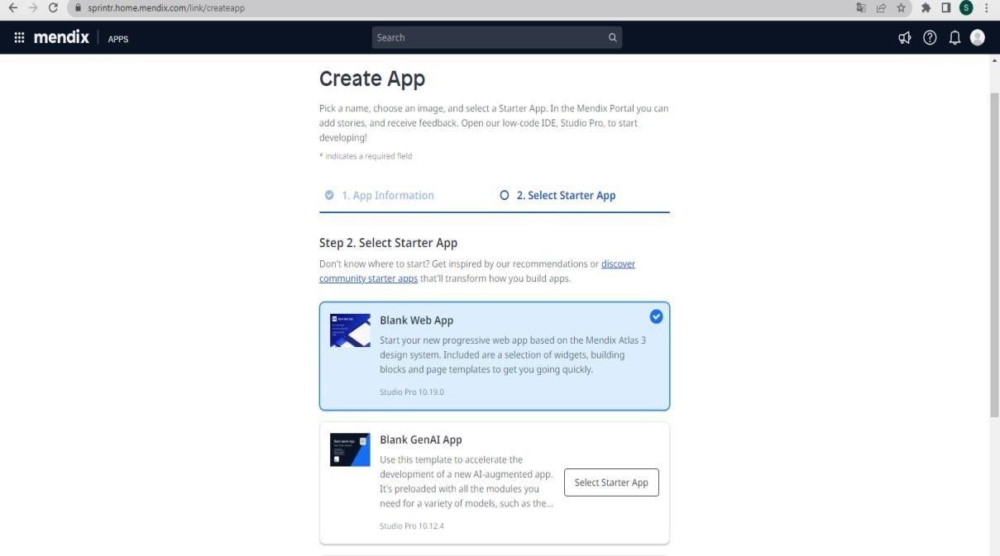 sprintr.home.mendix.com/link/createapp
S
mendix APPS Search
Create App
Pick a name, choose an image, and select a Starter App. In the Mendix Portal you can
add stories, and receive feedback. Open our low-code IDE, Studio Pro, to start
developing!
* indicates a required field
1. App Information 2. Select Starter App
Step 2. Select Starter App
Don't know where to start? Get inspired by our recommendations or discover
community starter apps that'll transform how you build apps.
Blank Web App
Start your new progressive web app based on the Mendix Atlas 3
design system. Included are a selection of widgets, building
blocks and page templates to get you going quickly.
Studio Pro 10.19.0
Blank GenAI App
Use this template to accelerate the
development of a new AI-augmented app.
It's preloaded with all the modules you
need for a variety of models, such as the...
Select Starter App
Studio Pro 10.12.4